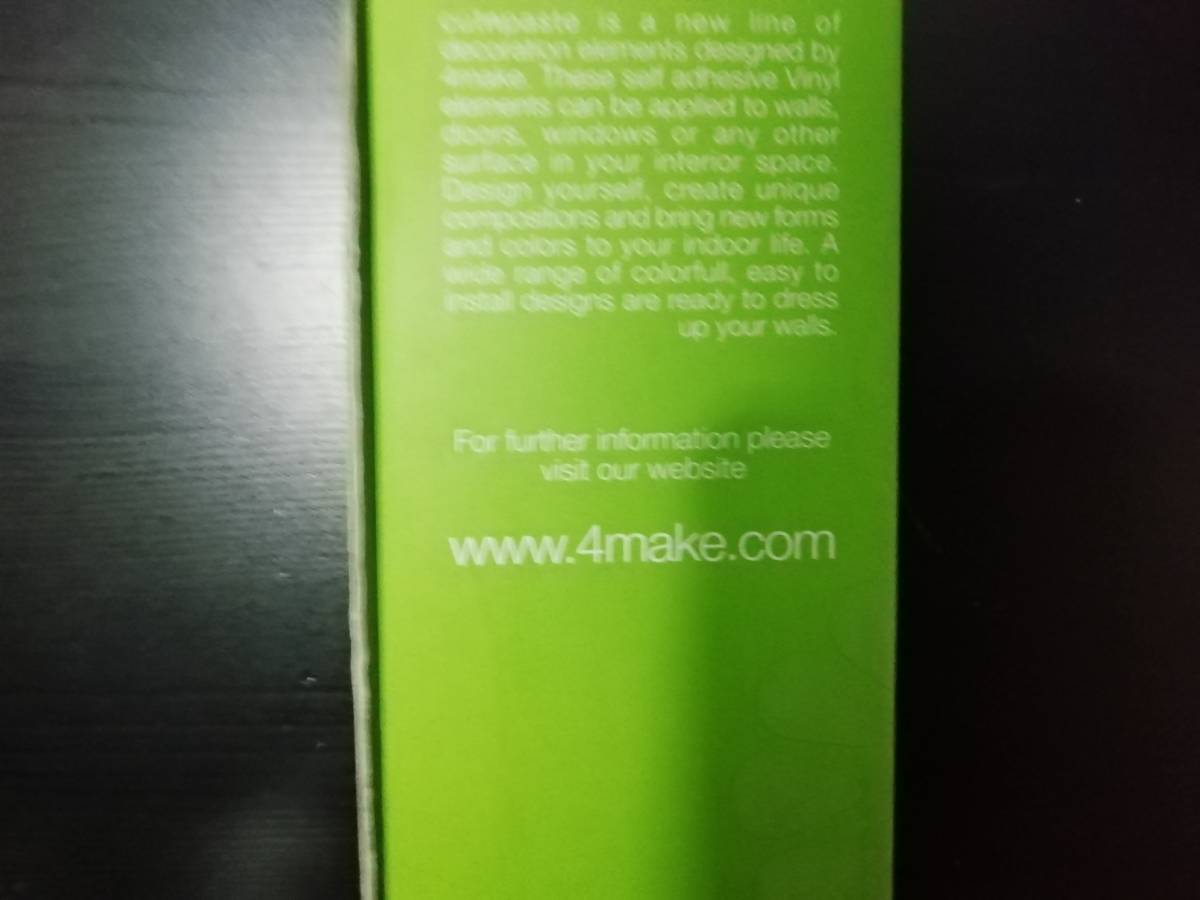 is a new line of
decoration elements designed by
4make. These self adhesive Vinyl
elements can be applied to walls,
doors, windows or any other
surface in your interior space.
Design yourself, create unique
compositions and bring new forms
and colors to your indoor life. A
wide range of colorfull, easy to
install designs are ready to dress
up your walls.
For further information please
visit our website
www.4make.com